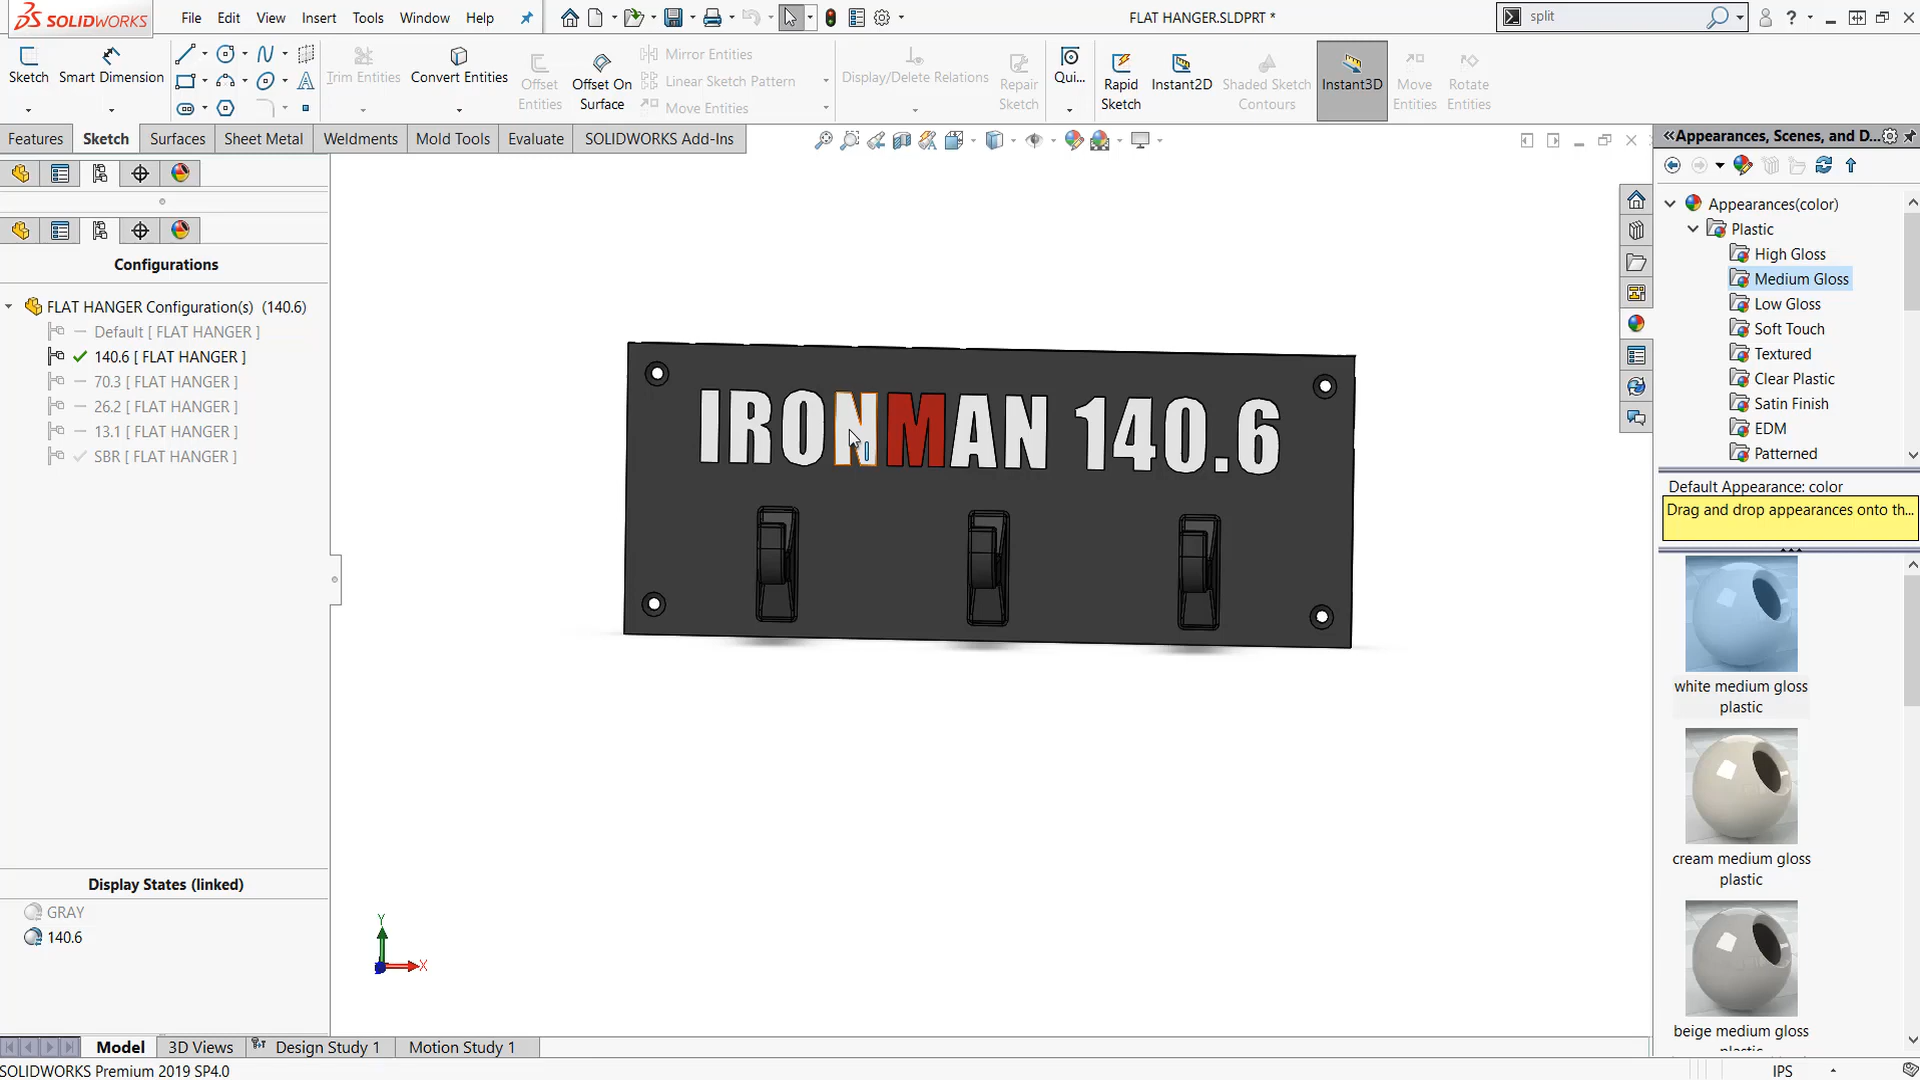 SOLIDWORKS
File Edit View Insert Tools Window Help
FLAT HANGER.SLDPRT *
split
Sketch
Smart Dimension
Trim Entities
Convert Entities
Offset Entities
Offset On Surface
Mirror Entities
Linear Sketch Pattern
Move Entities
Display/Delete Relations
Repair Sketch
Qui...
Rapid Sketch
Instant2D
Shaded Sketch Contours
Instant3D
Move Entities
Rotate Entities
Features Sketch Surfaces Sheet Metal Weldments Mold Tools Evaluate SOLIDWORKS Add-Ins
Configurations
FLAT HANGER Configuration(s) (140.6)
Default [ FLAT HANGER ]
140.6 [ FLAT HANGER ]
70.3 [ FLAT HANGER ]
26.2 [ FLAT HANGER ]
13.1 [ FLAT HANGER ]
SBR [ FLAT HANGER ]
Display States (linked)
GRAY
140.6
IRONMAN 140.6
Y
X
Appearances, Scenes, and D...
Appearances(color)
Plastic
High Gloss
Medium Gloss
Low Gloss
Soft Touch
Textured
Clear Plastic
Satin Finish
EDM
Patterned
Default Appearance: color
Drag and drop appearances onto th...
white medium gloss
plastic
cream medium gloss
plastic
beige medium gloss
plastic
Model 3D Views Design Study 1 Motion Study 1
SOLIDWORKS Premium 2019 SP4.0
IPS